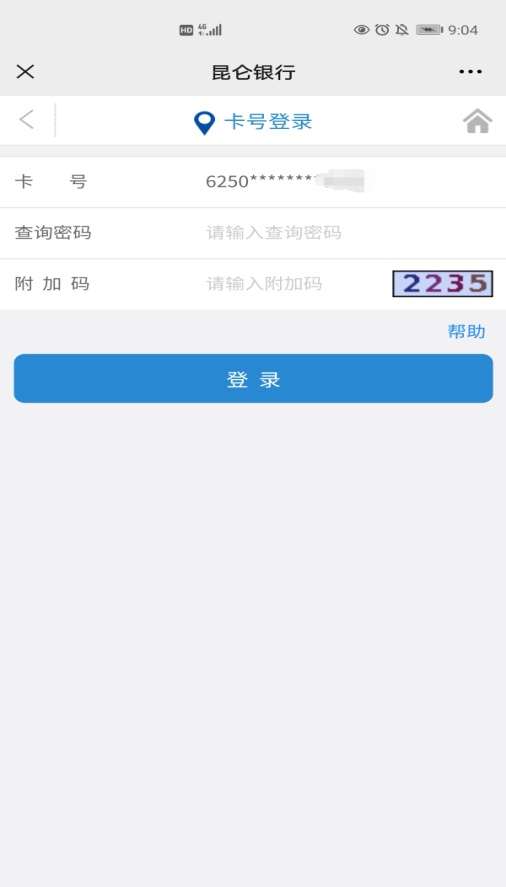 HD 4G 9:04
昆仑银行
卡号登录
卡 号 6250********
查询密码 请输入查询密码
附 加 码 请输入附加码 2235
帮助
登 录